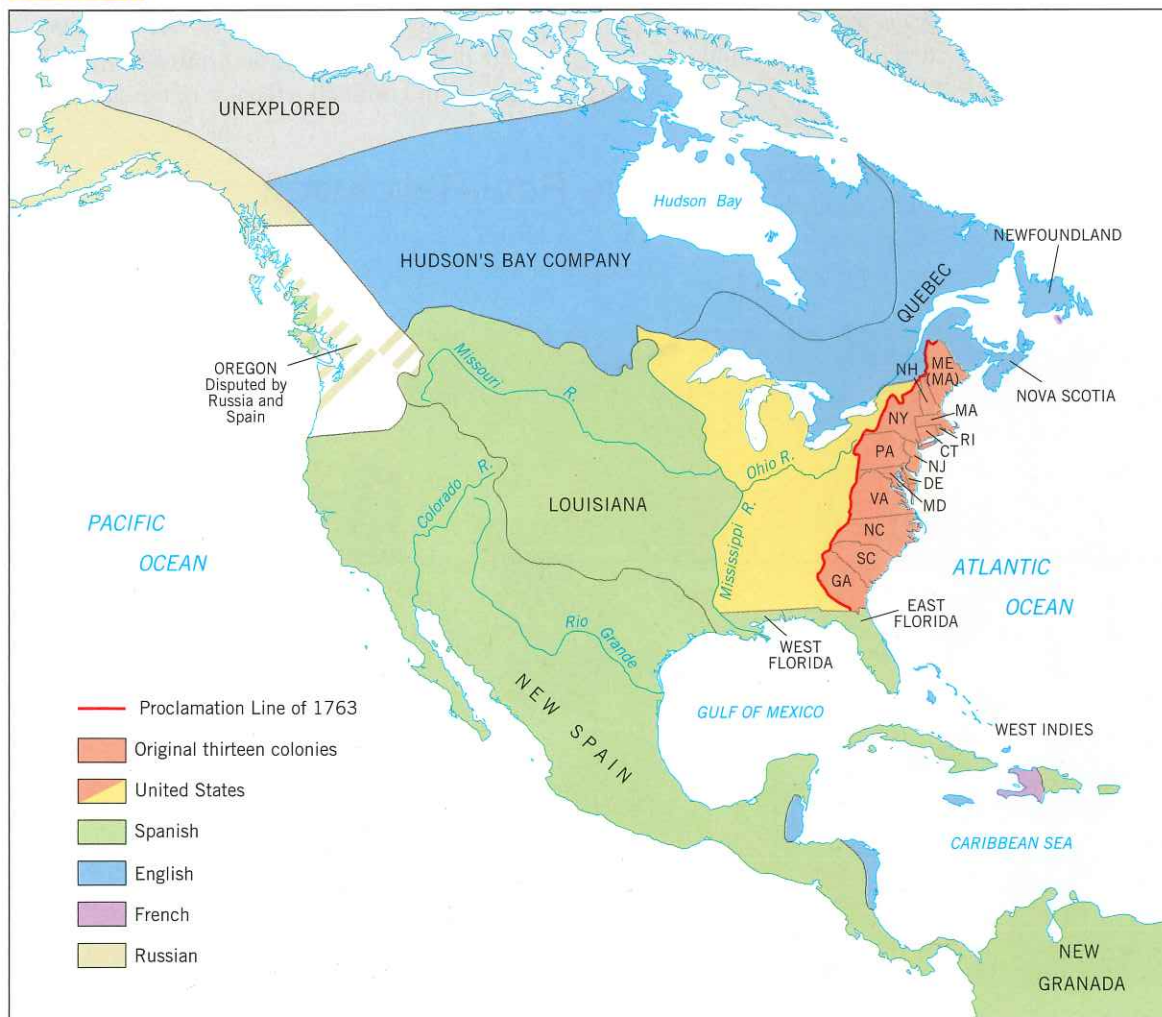 UNEXPLORED
Hudson Bay
NEWFOUNDLAND
HUDSON'S BAY COMPANY
QUEBEC
OREGON
Disputed by
Russia and
Spain
Missouri
R.
NH
ME
(MA)
NOVA SCOTIA
NY
MA
RI
CT
PA
NJ
DE
MD
Ohio R.
VA
Colorado
R.
LOUISIANA
Mississippi R.
NC
SC
GA
PACIFIC
OCEAN
ATLANTIC
OCEAN
EAST
FLORIDA
WEST
FLORIDA
Rio Grande
NEW SPAIN
GULF OF MEXICO
WEST INDIES
CARIBBEAN SEA
NEW
GRANADA
Proclamation Line of 1763
Original thirteen colonies
United States
Spanish
English
French
Russian